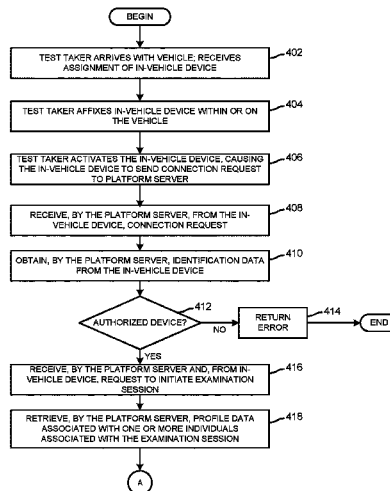 BEGIN
TEST TAKER ARRIVES WITH VEHICLE; RECEIVES
ASSIGNMENT OF IN-VEHICLE DEVICE
402
TEST TAKER AFFIXES IN-VEHICLE DEVICE WITHIN OR ON
THE VEHICLE
404
TEST TAKER ACTIVATES THE IN-VEHICLE DEVICE, CAUSING
THE IN-VEHICLE DEVICE TO SEND CONNECTION REQUEST
TO PLATFORM SERVER
406
RECEIVE, BY THE PLATFORM SERVER, FROM THE IN-
VEHICLE DEVICE, CONNECTION REQUEST
408
OBTAIN, BY THE PLATFORM SERVER, IDENTIFICATION DATA
FROM THE IN-VEHICLE DEVICE
410
AUTHORIZED DEVICE?
412
NO
RETURN
ERROR
414
END
YES
RECEIVE, BY THE PLATFORM SERVER AND, FROM IN-
VEHICLE DEVICE, REQUEST TO INITIATE EXAMINATION
SESSION
416
RETRIEVE, BY THE PLATFORM SERVER, PROFILE DATA
ASSOCIATED WITH ONE OR MORE INDIVIDUALS
ASSOCIATED WITH THE EXAMINATION SESSION
418
A